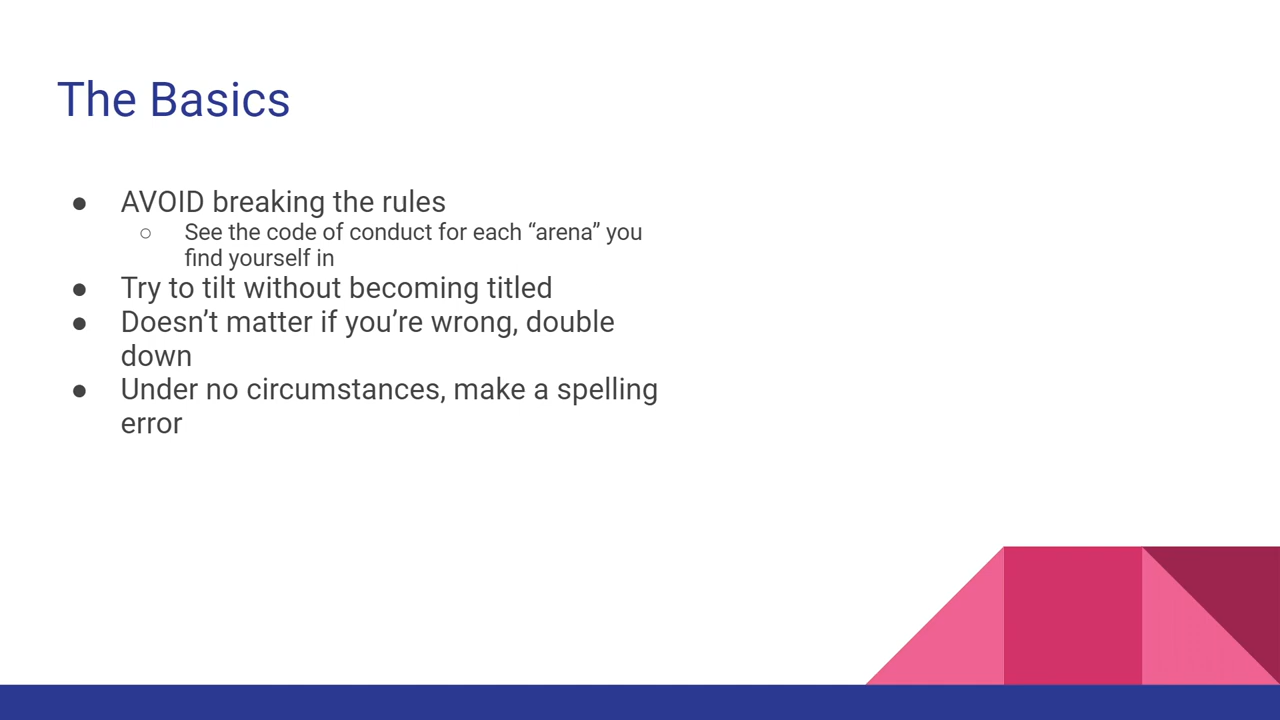 The Basics
● AVOID breaking the rules
○ See the code of conduct for each “arena” you
find yourself in
● Try to tilt without becoming titled
● Doesn’t matter if you’re wrong, double
down
● Under no circumstances, make a spelling
error